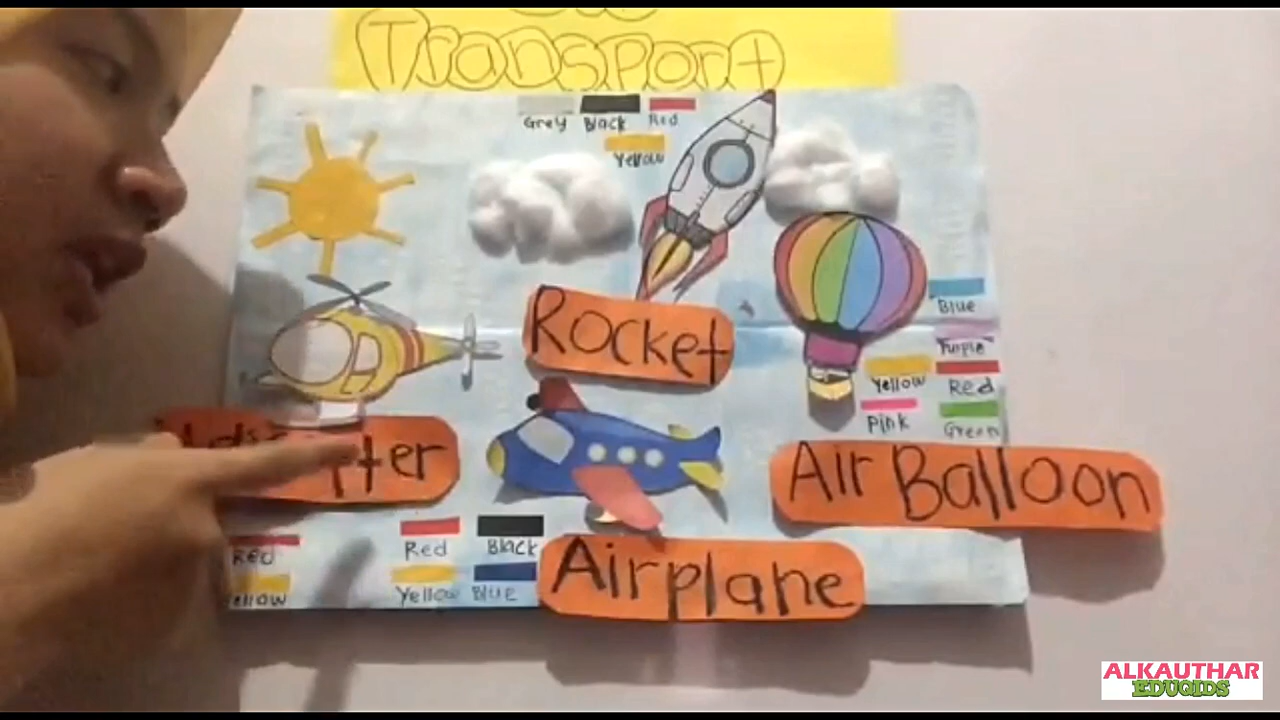 Transport
Grey Black Red
Yellow
Rocket
Blue
Purple
Yellow Red
Pink Green
Air Balloon
Red
Red Black
Yellow Blue
Airplane
ALKAUTHAR
EDUQIDS